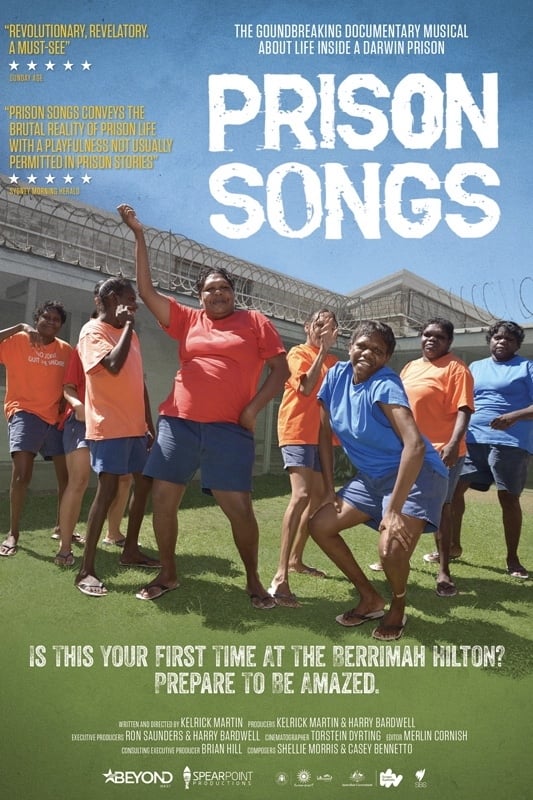 "REVOLUTIONARY, REVELATORY.
A MUST-SEE"
SUNDAY AGE
"PRISON SONGS CONVEYS THE
BRUTAL REALITY OF PRISON LIFE
WITH A PLAYFULNESS NOT USUALLY
PERMITTED IN PRISON STORIES"
SYDNEY MORNING HERALD
THE GOUNDBREAKING DOCUMENTARY MUSICAL
ABOUT LIFE INSIDE A DARWIN PRISON
PRISON
SONGS
IS THIS YOUR FIRST TIME AT THE BERRIMAH HILTON?
PREPARE TO BE AMAZED.
WRITTEN AND DIRECTED BY KELRICK MARTIN PRODUCERS KELRICK MARTIN & HARRY BARDWELL
EXECUTIVE PRODUCERS RON SAUNDERS & HARRY BARDWELL CINEMATOGRAPHER TORSTEIN DYRTING EDITOR MERLIN CORNISH
CONSULTING EXECUTIVE PRODUCER BRIAN HILL COMPOSERS SHELLIE MORRIS & CASEY BENNETTO
BEYOND
WEST
SPEARPOINT
PRODUCTIONS
SBS